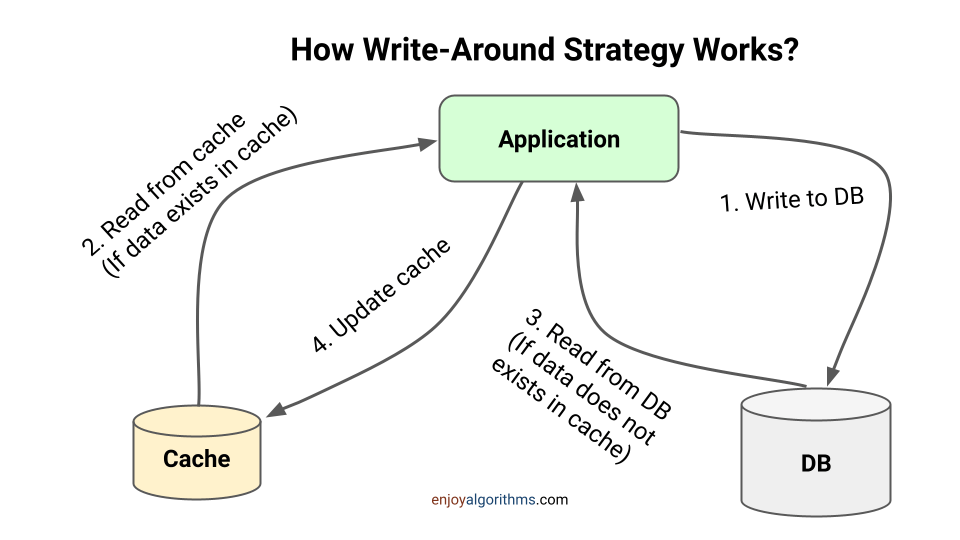 How Write-Around Strategy Works?
Application
2. Read from cache
(If data exists in cache)
1. Write to DB
4. Update cache
3. Read from DB
(If data does not
exists in cache)
Cache
DB
enjoyalgorithms.com